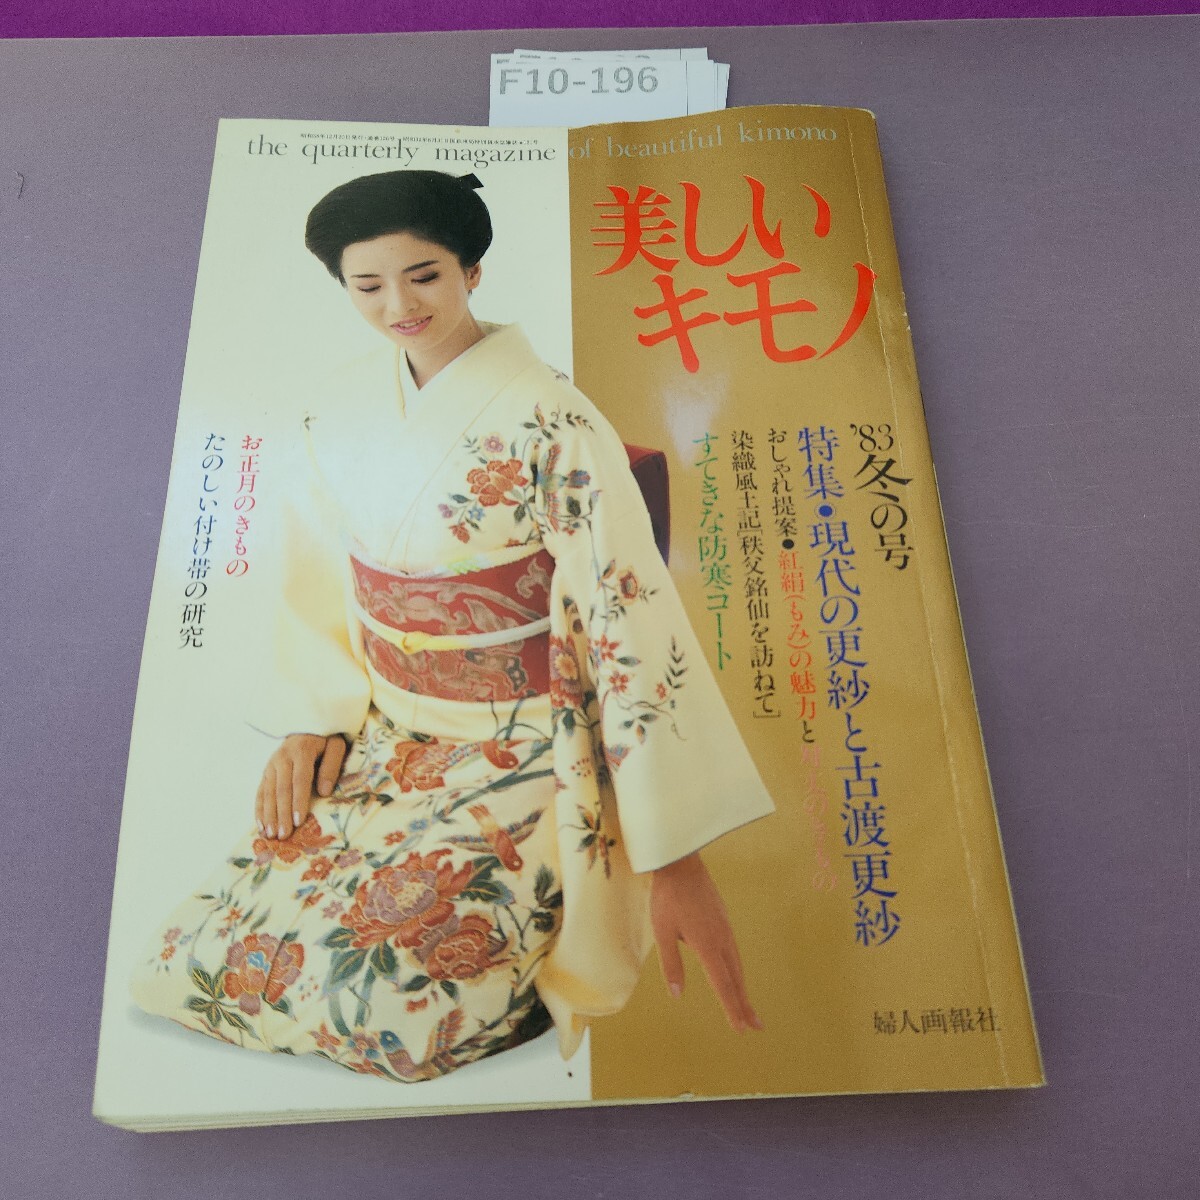 F10-196
the quarterly magazine of beautiful kimono
美しい
キモノ
'83冬の号
特集・現代の更紗と古渡更紗
おしゃれ提案・紅絹(もみ)の魅力と
染織風土記[秩父銘仙を訪ねて]
すてきな防寒コート
お正月のきもの
たのしい付け帯の研究
婦人画報社